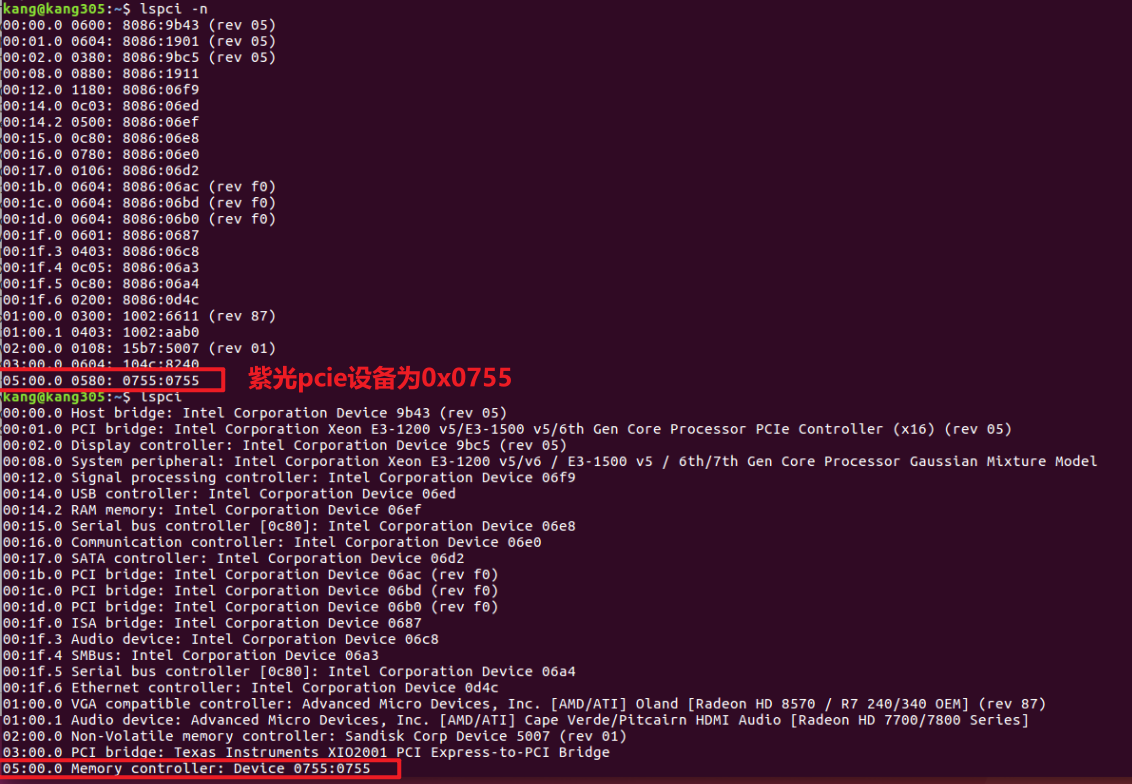 kang@kang305:~$ lspci -n
00:00.0 0600: 8086:9b43 (rev 05)
00:01.0 0604: 8086:1901 (rev 05)
00:02.0 0380: 8086:9bc5 (rev 05)
00:08.0 0880: 8086:1911
00:12.0 1180: 8086:06f9
00:14.0 0c03: 8086:06ed
00:14.2 0500: 8086:06ef
00:15.0 0c80: 8086:06e8
00:16.0 0780: 8086:06e0
00:17.0 0106: 8086:06d2
00:1b.0 0604: 8086:06ac (rev f0)
00:1c.0 0604: 8086:06bd (rev f0)
00:1d.0 0604: 8086:06b0 (rev f0)
00:1f.0 0601: 8086:0687
00:1f.3 0403: 8086:06c8
00:1f.4 0c05: 8086:06a3
00:1f.5 0c80: 8086:06a4
00:1f.6 0200: 8086:0d4c
01:00.0 0300: 1002:6611 (rev 87)
01:00.1 0403: 1002:aab0
02:00.0 0108: 15b7:5007 (rev 01)
03:00.0 0604: 104c:8240
05:00.0 0580: 0755:0755 紫光pcie设备为0x0755
kang@kang305:~$ lspci
00:00.0 Host bridge: Intel Corporation Device 9b43 (rev 05)
00:01.0 PCI bridge: Intel Corporation Xeon E3-1200 v5/E3-1500 v5/6th Gen Core Processor PCIe Controller (x16) (rev 05)
00:02.0 Display controller: Intel Corporation Device 9bc5 (rev 05)
00:08.0 System peripheral: Intel Corporation Xeon E3-1200 v5/v6 / E3-1500 v5 / 6th/7th Gen Core Processor Gaussian Mixture Model
00:12.0 Signal processing controller: Intel Corporation Device 06f9
00:14.0 USB controller: Intel Corporation Device 06ed
00:14.2 RAM memory: Intel Corporation Device 06ef
00:15.0 Serial bus controller [0c80]: Intel Corporation Device 06e8
00:16.0 Communication controller: Intel Corporation Device 06e0
00:17.0 SATA controller: Intel Corporation Device 06d2
00:1b.0 PCI bridge: Intel Corporation Device 06ac (rev f0)
00:1c.0 PCI bridge: Intel Corporation Device 06bd (rev f0)
00:1d.0 PCI bridge: Intel Corporation Device 06b0 (rev f0)
00:1f.0 ISA bridge: Intel Corporation Device 0687
00:1f.3 Audio device: Intel Corporation Device 06c8
00:1f.4 SMBus: Intel Corporation Device 06a3
00:1f.5 Serial bus controller [0c80]: Intel Corporation Device 06a4
00:1f.6 Ethernet controller: Intel Corporation Device 0d4c
01:00.0 VGA compatible controller: Advanced Micro Devices, Inc. [AMD/ATI] Oland [Radeon HD 8570 / R7 240/340 OEM] (rev 87)
01:00.1 Audio device: Advanced Micro Devices, Inc. [AMD/ATI] Cape Verde/Pitcairn HDMI Audio [Radeon HD 7700/7800 Series]
02:00.0 Non-Volatile memory controller: Sandisk Corp Device 5007 (rev 01)
03:00.0 PCI bridge: Texas Instruments XIO2001 PCI Express-to-PCI Bridge
05:00.0 Memory controller: Device 0755:0755